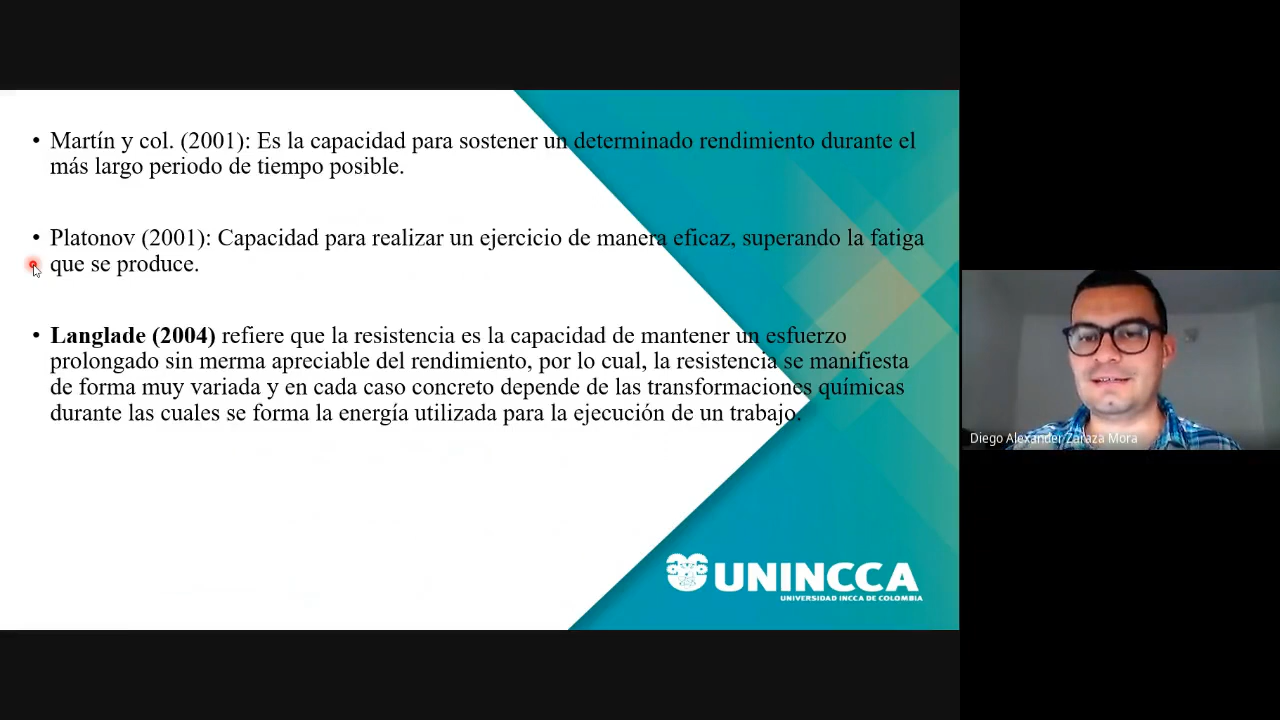 • Martín y col. (2001): Es la capacidad para sostener un determinado rendimiento durante el
más largo periodo de tiempo posible.
• Platonov (2001): Capacidad para realizar un ejercicio de manera eficaz, superando la fatiga
que se produce.
• Langlade (2004) refiere que la resistencia es la capacidad de mantener un esfuerzo
prolongado sin merma apreciable del rendimiento, por lo cual, la resistencia se manifiesta
de forma muy variada y en cada caso concreto depende de las transformaciones químicas
durante las cuales se forma la energía utilizada para la ejecución de un trabajo.
UNINCCA
UNIVERSIDAD INCCA DE COLOMBIA
Diego Alexander Zaraza Mora